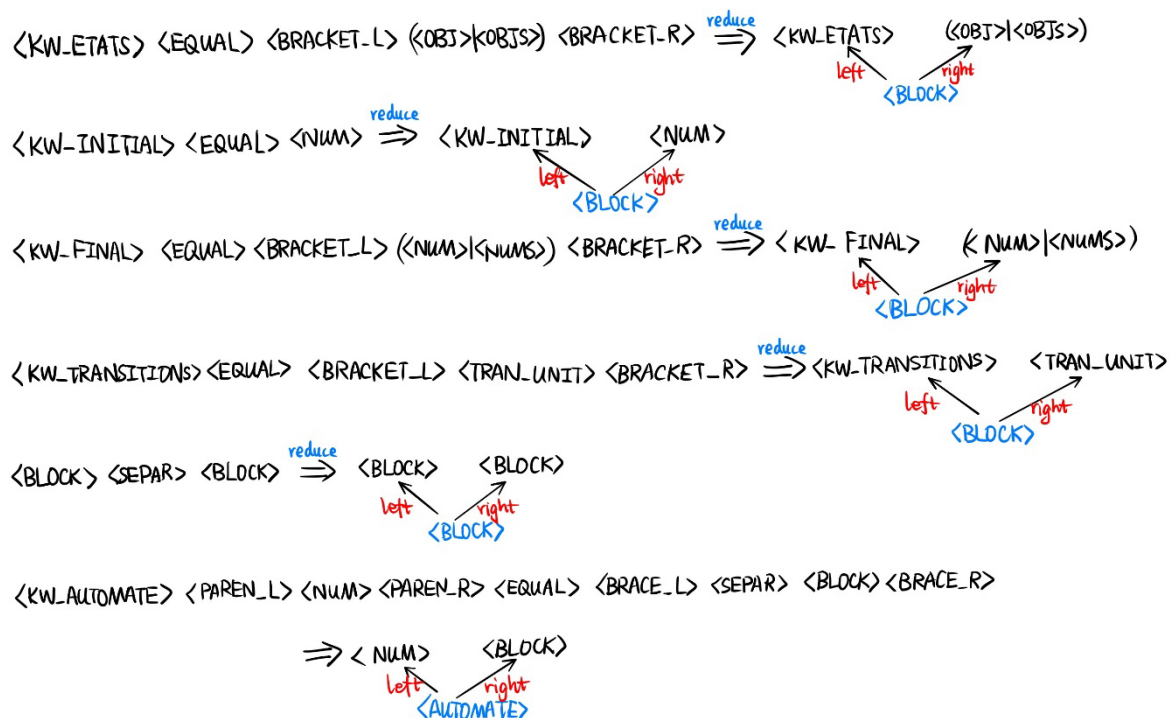 <KW_ETATS> <EQUAL> <BRACKET_L> (<OBJ>|<OBJS>) <BRACKET_R> reduce ⇒ <KW_ETATS> (<OBJ>|<OBJS>)
left right
<BLOCK>
<KW_INITIAL> <EQUAL> <NUM> reduce ⇒ <KW_INITIAL> <NUM>
left right
<BLOCK>
<KW_FINAL> <EQUAL> <BRACKET_L> (<NUM>|<NUMS>) <BRACKET_R> reduce ⇒ <KW_FINAL> (<NUM>|<NUMS>)
left right
<BLOCK>
<KW_TRANSITIONS> <EQUAL> <BRACKET_L> <TRAN_UNIT> <BRACKET_R> reduce ⇒ <KW_TRANSITIONS> <TRAN_UNIT>
left right
<BLOCK>
<BLOCK> <SEPAR> <BLOCK> reduce ⇒ <BLOCK> <BLOCK>
left right
<BLOCK>
<KW_AUTOMATE> <PAREN_L> <NUM> <PAREN_R> <EQUAL> <BRACE_L> <SEPAR> <BLOCK> <BRACE_R>
⇒ <NUM> <BLOCK>
left right
<AUTOMATE>